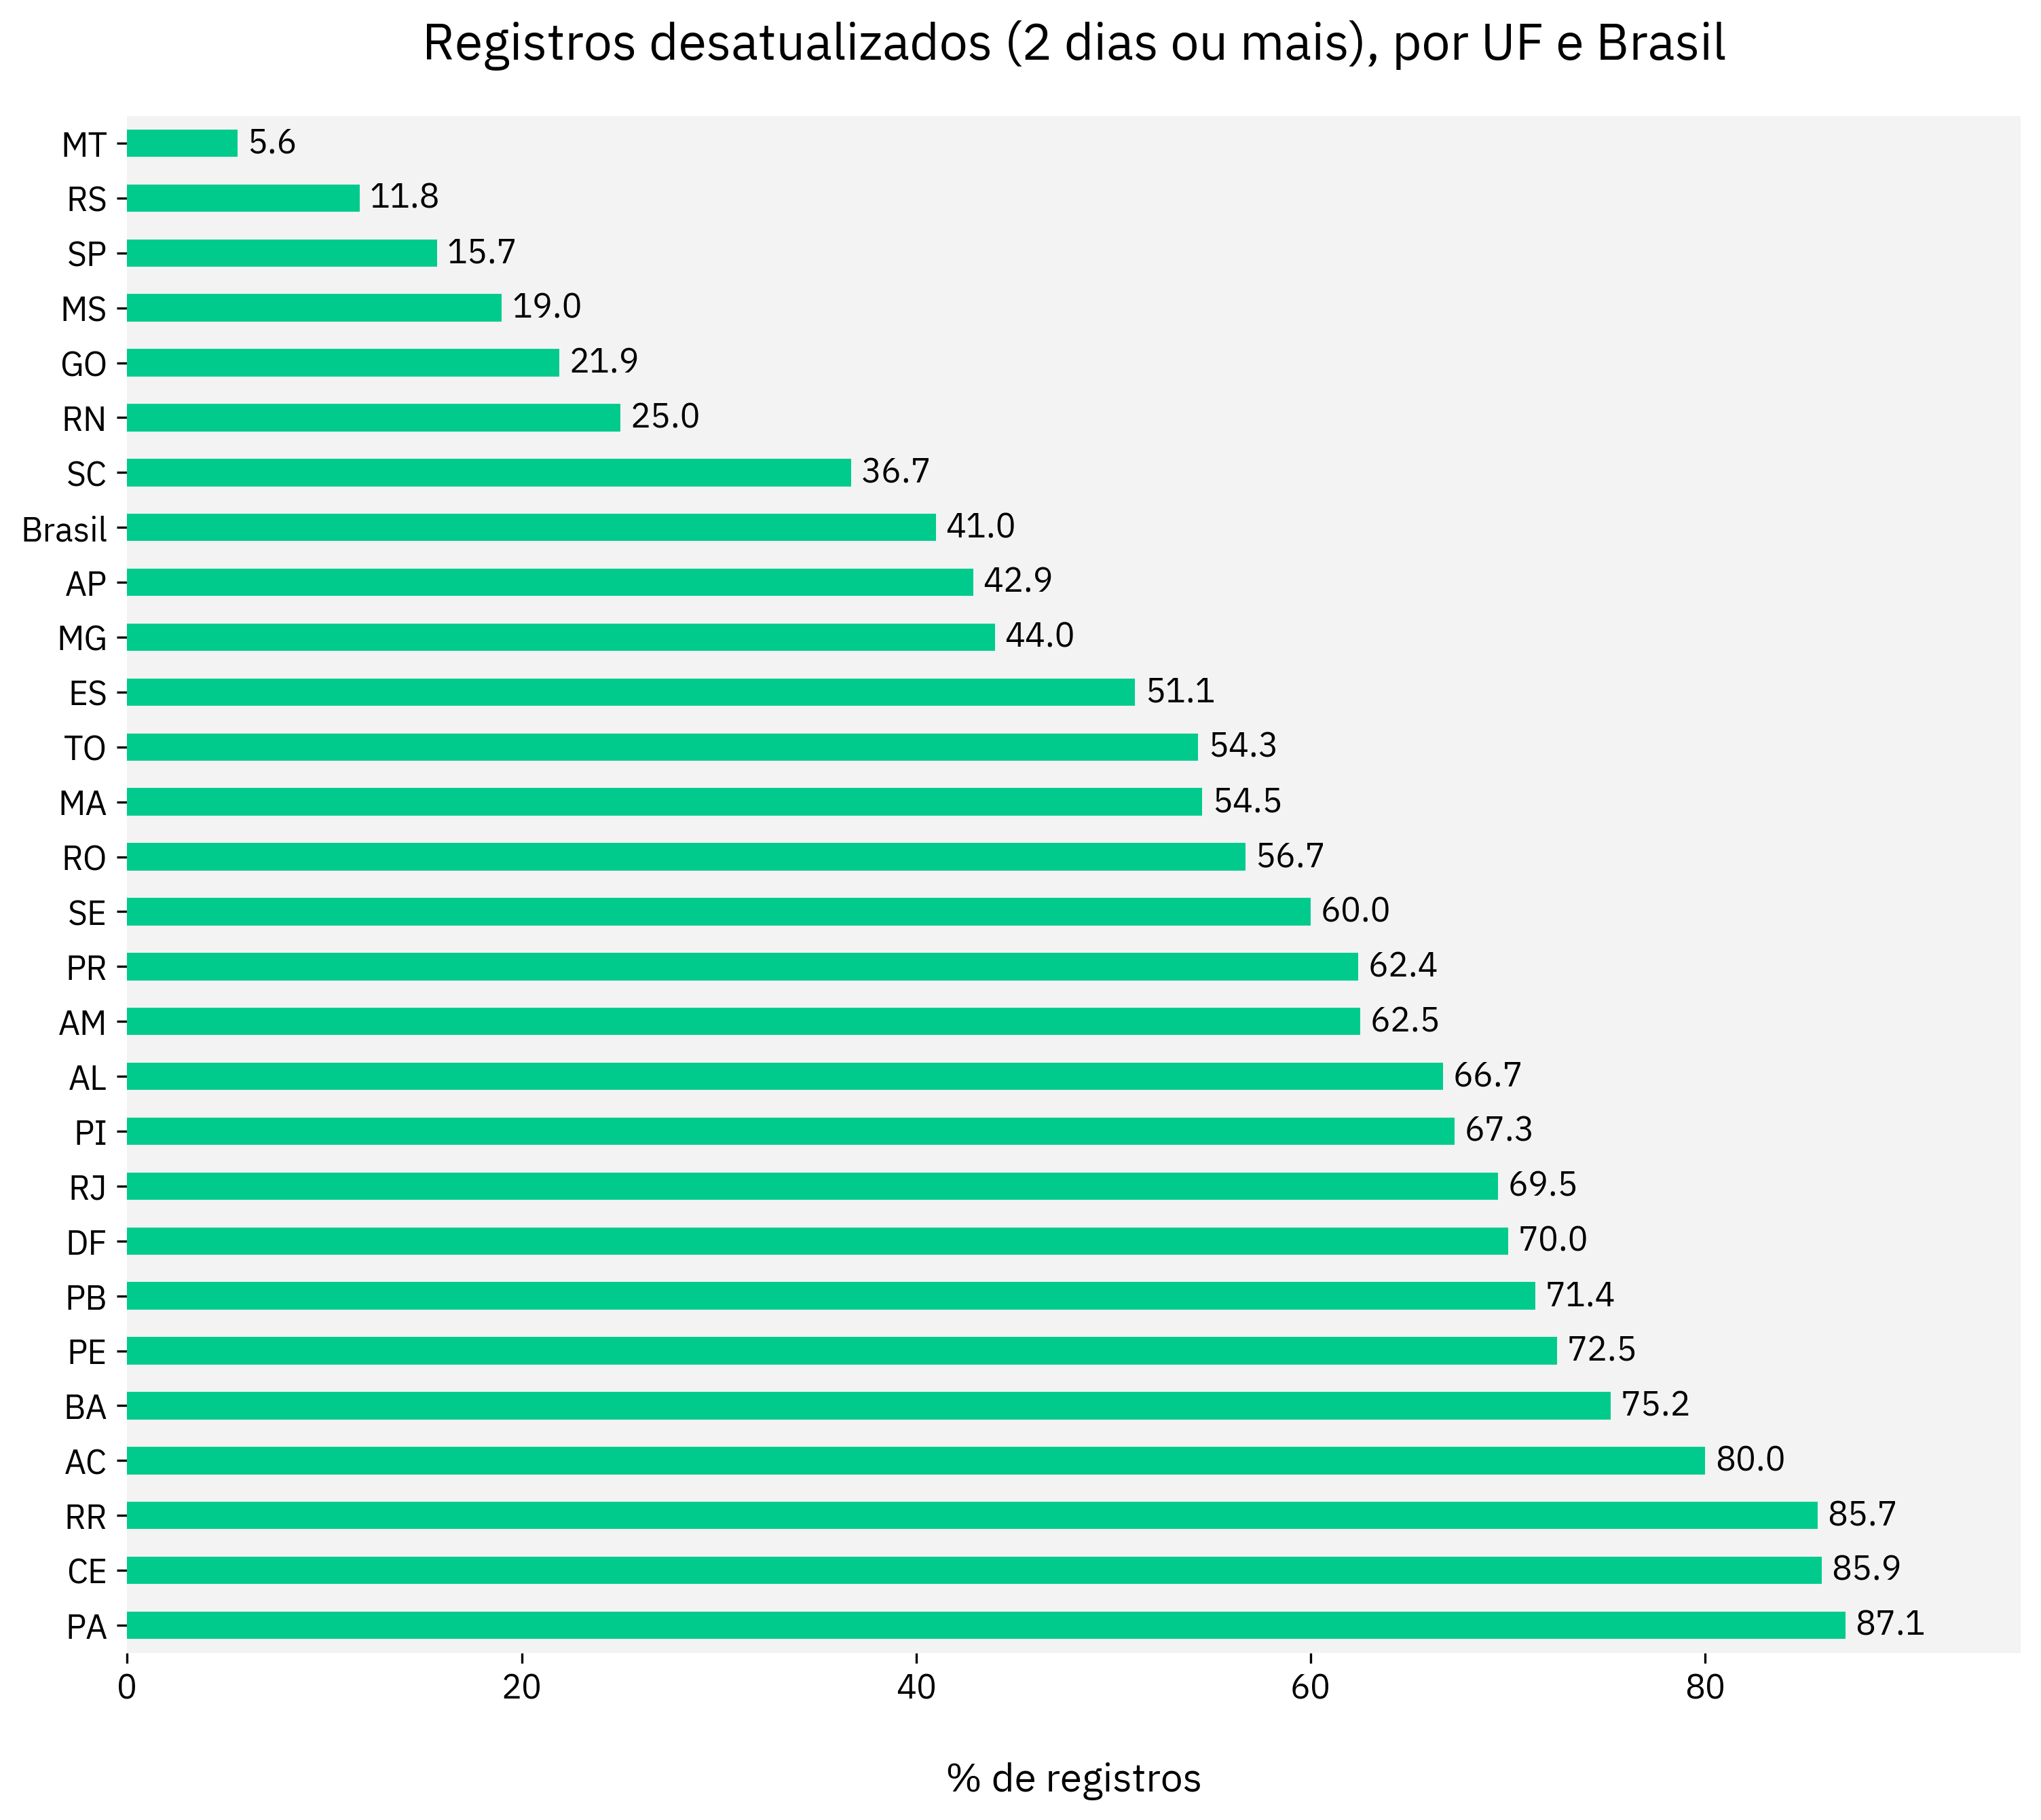 Registros desatualizados (2 dias ou mais), por UF e Brasil
MT 5.6
RS 11.8
SP 15.7
MS 19.0
GO 21.9
RN 25.0
SC 36.7
Brasil 41.0
AP 42.9
MG 44.0
ES 51.1
TO 54.3
MA 54.5
RO 56.7
SE 60.0
PR 62.4
AM 62.5
AL 66.7
PI 67.3
RJ 69.5
DF 70.0
PB 71.4
PE 72.5
BA 75.2
AC 80.0
RR 85.7
CE 85.9
PA 87.1
0 20 40 60 80
% de registros